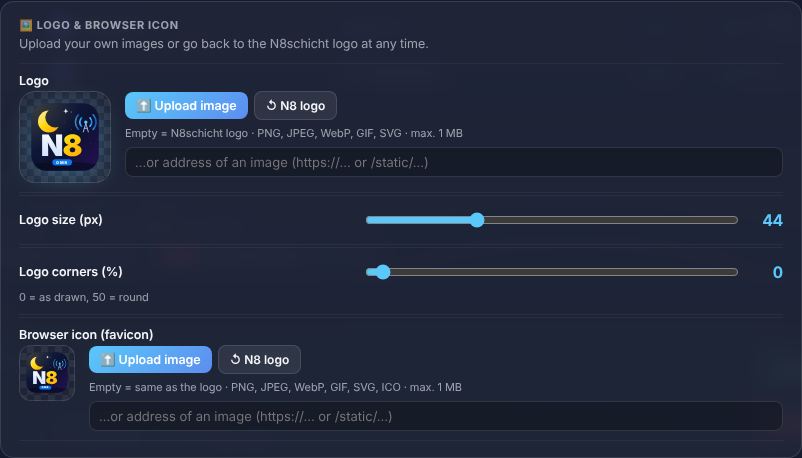 🖼️ LOGO & BROWSER ICON
Upload your own images or go back to the N8schicht logo at any time.
Logo
N8
⬆️ Upload image
↺ N8 logo
Empty = N8schicht logo · PNG, JPEG, WebP, GIF, SVG · max. 1 MB
...or address of an image (https://... or /static/...)
Logo size (px)
44
Logo corners (%)
0
0 = as drawn, 50 = round
Browser icon (favicon)
N8
⬆️ Upload image
↺ N8 logo
Empty = same as the logo · PNG, JPEG, WebP, GIF, SVG, ICO · max. 1 MB
...or address of an image (https://... or /static/...)